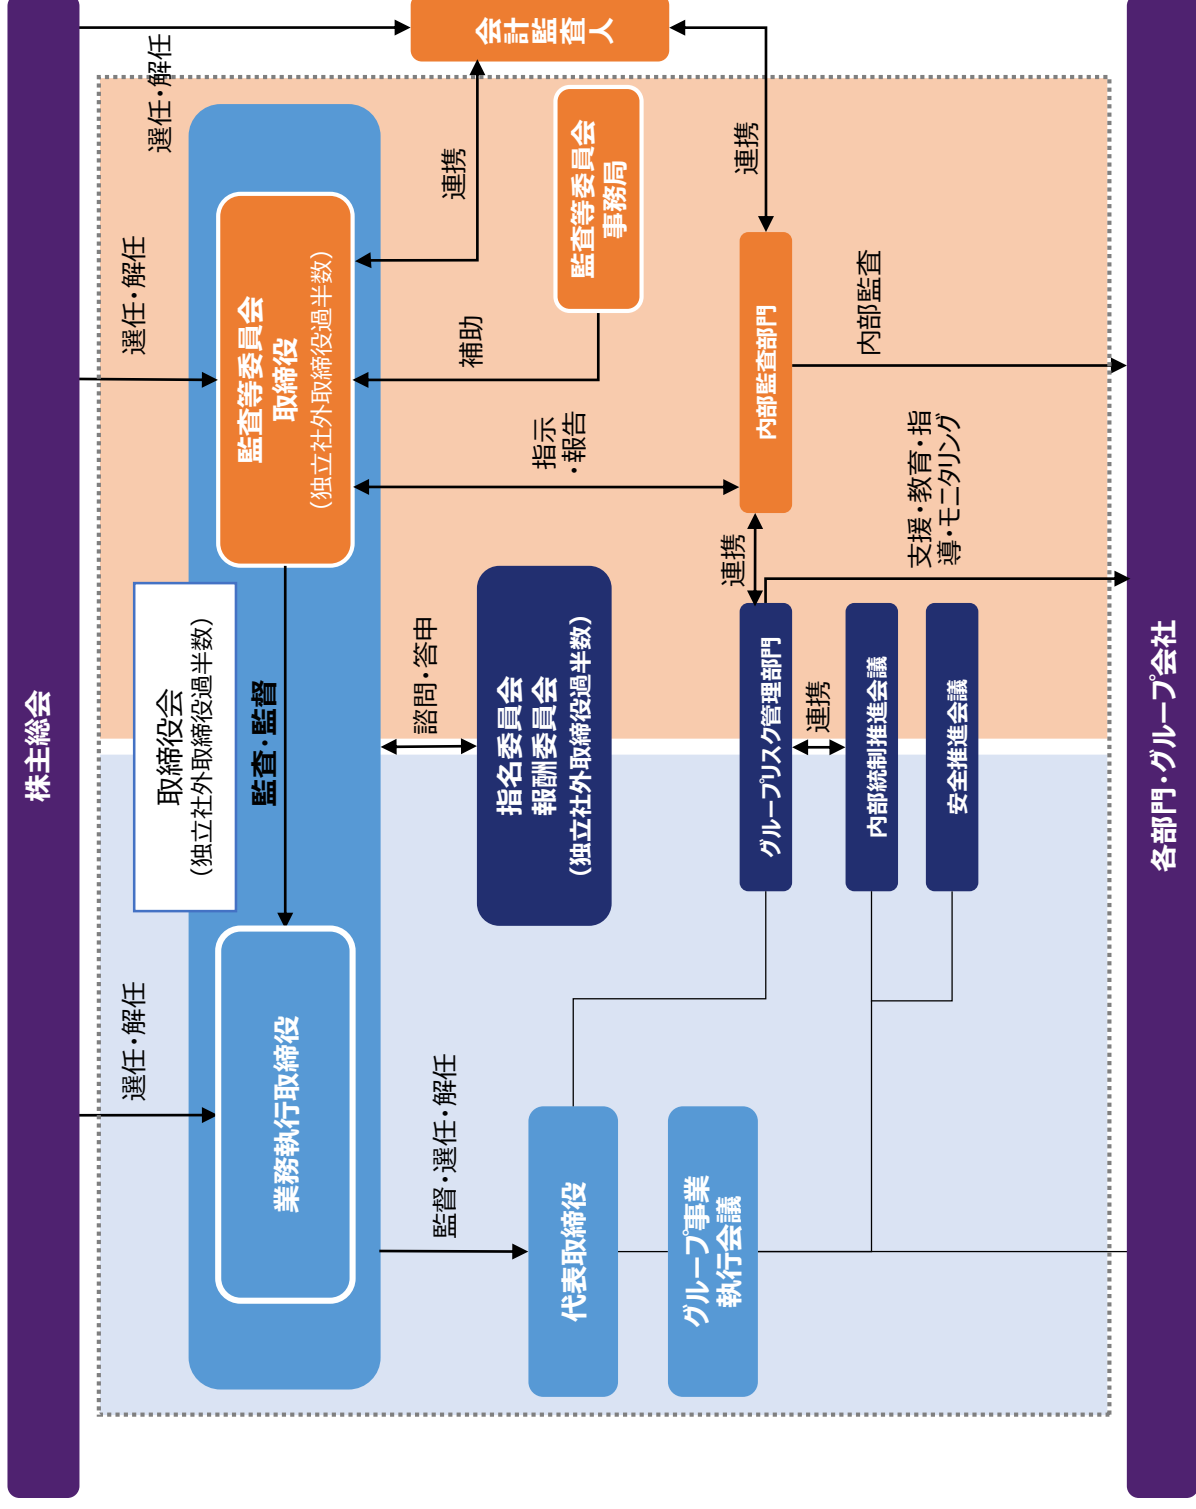 株主総会
選任・解任
選任・解任
選任・解任
会計監査人
取締役会
(独立社外取締役過半数)
業務執行取締役
監査・監督
監査等委員会
取締役
(独立社外取締役過半数)
連携
監査等委員会
事務局
補助
監督・選任・解任
諮問・答申
指名委員会
報酬委員会
(独立社外取締役過半数)
指示
・報告
連携
代表取締役
グループ事業
執行会議
グループリスク管理部門
連携
内部監査部門
内部監査
連携
内部統制推進会議
安全推進会議
支援・教育・指
導・モニタリング
各部門・グループ会社